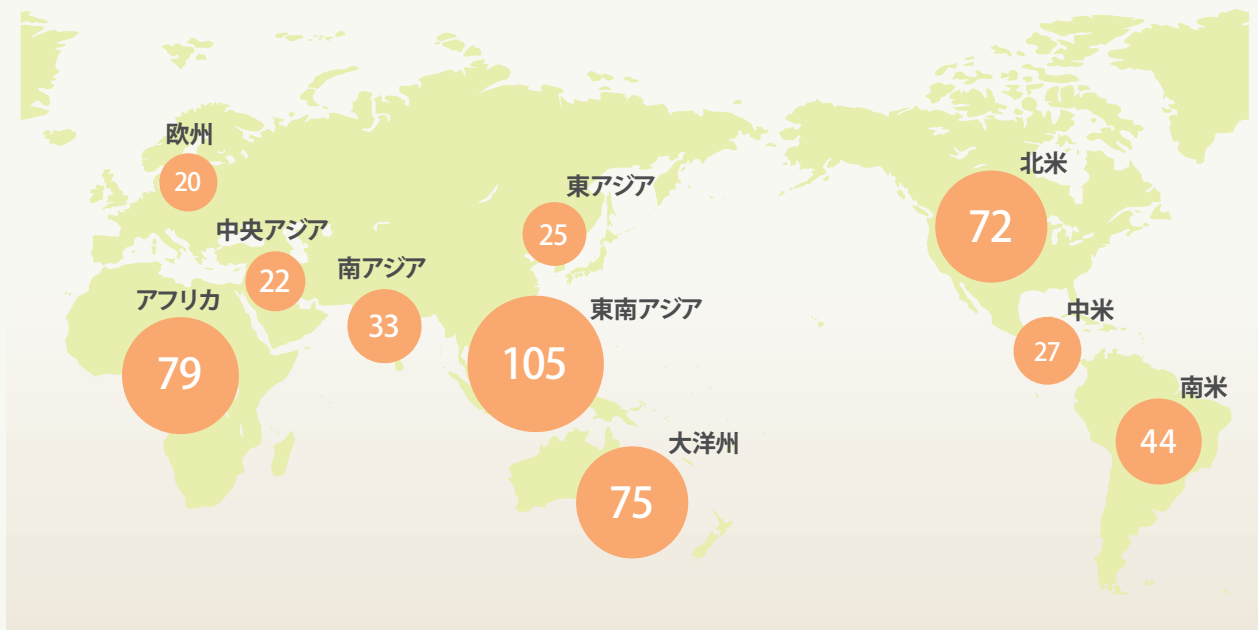 欧州
20
中央アジア
22
アフリカ
79
南アジア
33
東アジア
25
東南アジア
105
大洋州
75
北米
72
中米
27
南米
44